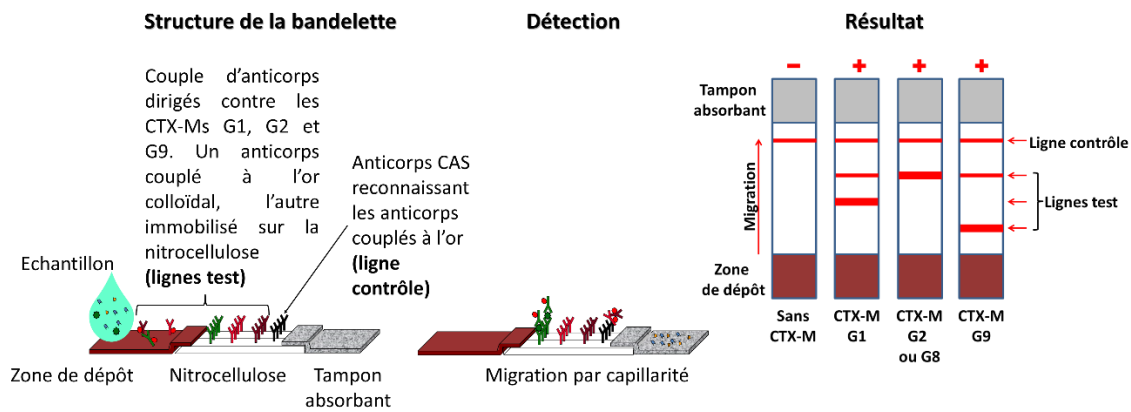 Structure de la bandelette
Couple d'anticorps
dirigés contre les
CTX-Ms G1, G2 et
G9. Un anticorps
couplé à l'or
colloïdal, l'autre
immobilisé sur la
nitrocellulose
(lignes test)
Anticorps CAS
reconnaissant
les anticorps
couplés à l'or
(ligne
contrôle)
Echantillon
Zone de dépôt
Nitrocellulose
Tampon
absorbant
Détection
Migration par capillarité
Résultat
− + + +
Tampon
absorbant
Migration
Zone
de dépôt
Ligne contrôle
Lignes test
Sans
CTX-M
CTX-M
G1
CTX-M
G2
ou G8
CTX-M
G9